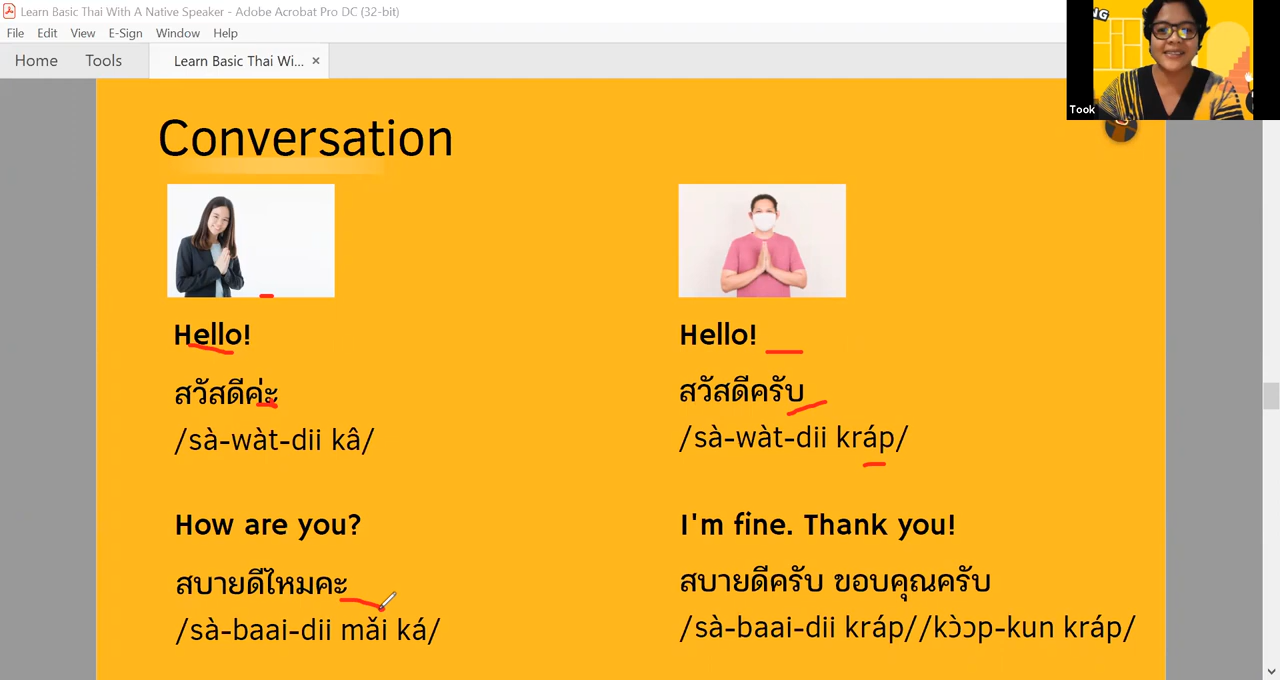 Learn Basic Thai With A Native Speaker - Adobe Acrobat Pro DC (32-bit)
File Edit View E-Sign Window Help
Home Tools Learn Basic Thai Wi... ×
NG
Took
Conversation
Hello!
สวัสดีค่ะ
/sà-wàt-dii kâ/
How are you?
สบายดีไหมคะ
/sà-baai-dii mǎi ká/
Hello!
สวัสดีครับ
/sà-wàt-dii kráp/
I'm fine. Thank you!
สบายดีครับ ขอบคุณครับ
/sà-baai-dii kráp//kɔ̀ɔp-kun kráp/